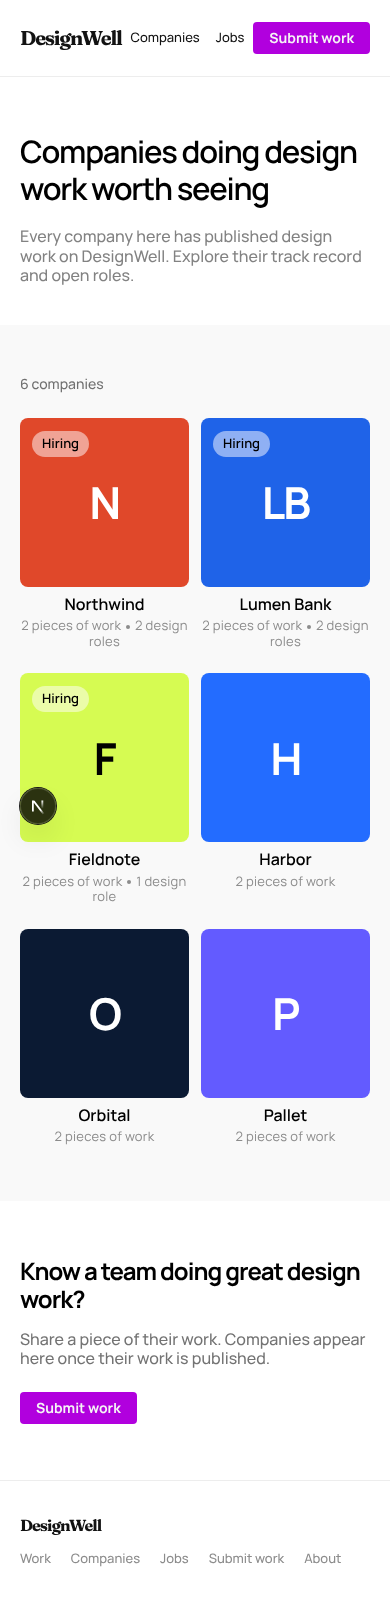 DesignWell Companies Jobs Submit work
Companies doing design
work worth seeing
Every company here has published design
work on DesignWell. Explore their track record
and open roles.
6 companies
Hiring
N
Northwind
2 pieces of work • 2 design
roles
Hiring
LB
Lumen Bank
2 pieces of work • 2 design
roles
Hiring
F
N
Fieldnote
2 pieces of work • 1 design
role
H
Harbor
2 pieces of work
O
Orbital
2 pieces of work
P
Pallet
2 pieces of work
Know a team doing great design
work?
Share a piece of their work. Companies appear
here once their work is published.
Submit work
DesignWell
Work Companies Jobs Submit work About